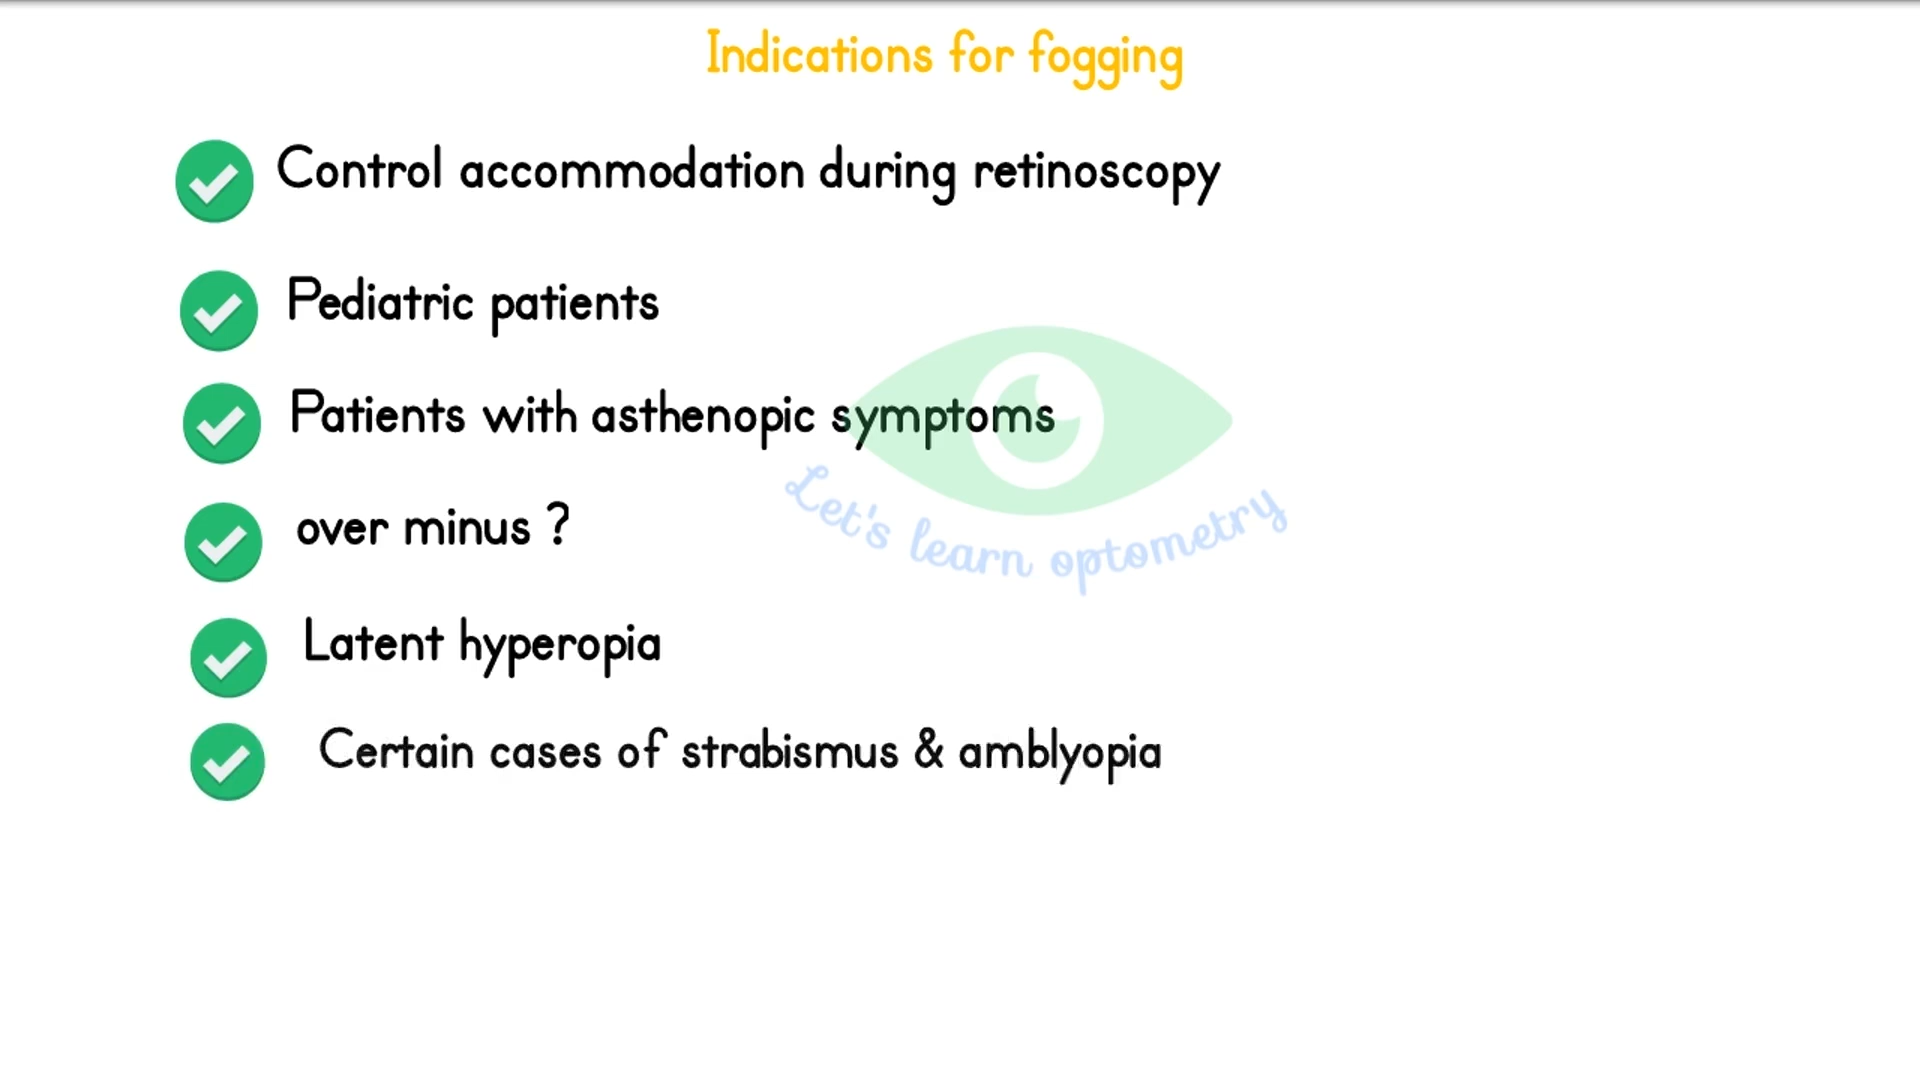 Indications for fogging
Control accommodation during retinoscopy
Pediatric patients
Patients with asthenopic symptoms
over minus ?
Latent hyperopia
Certain cases of strabismus & amblyopia
Let's learn optometry